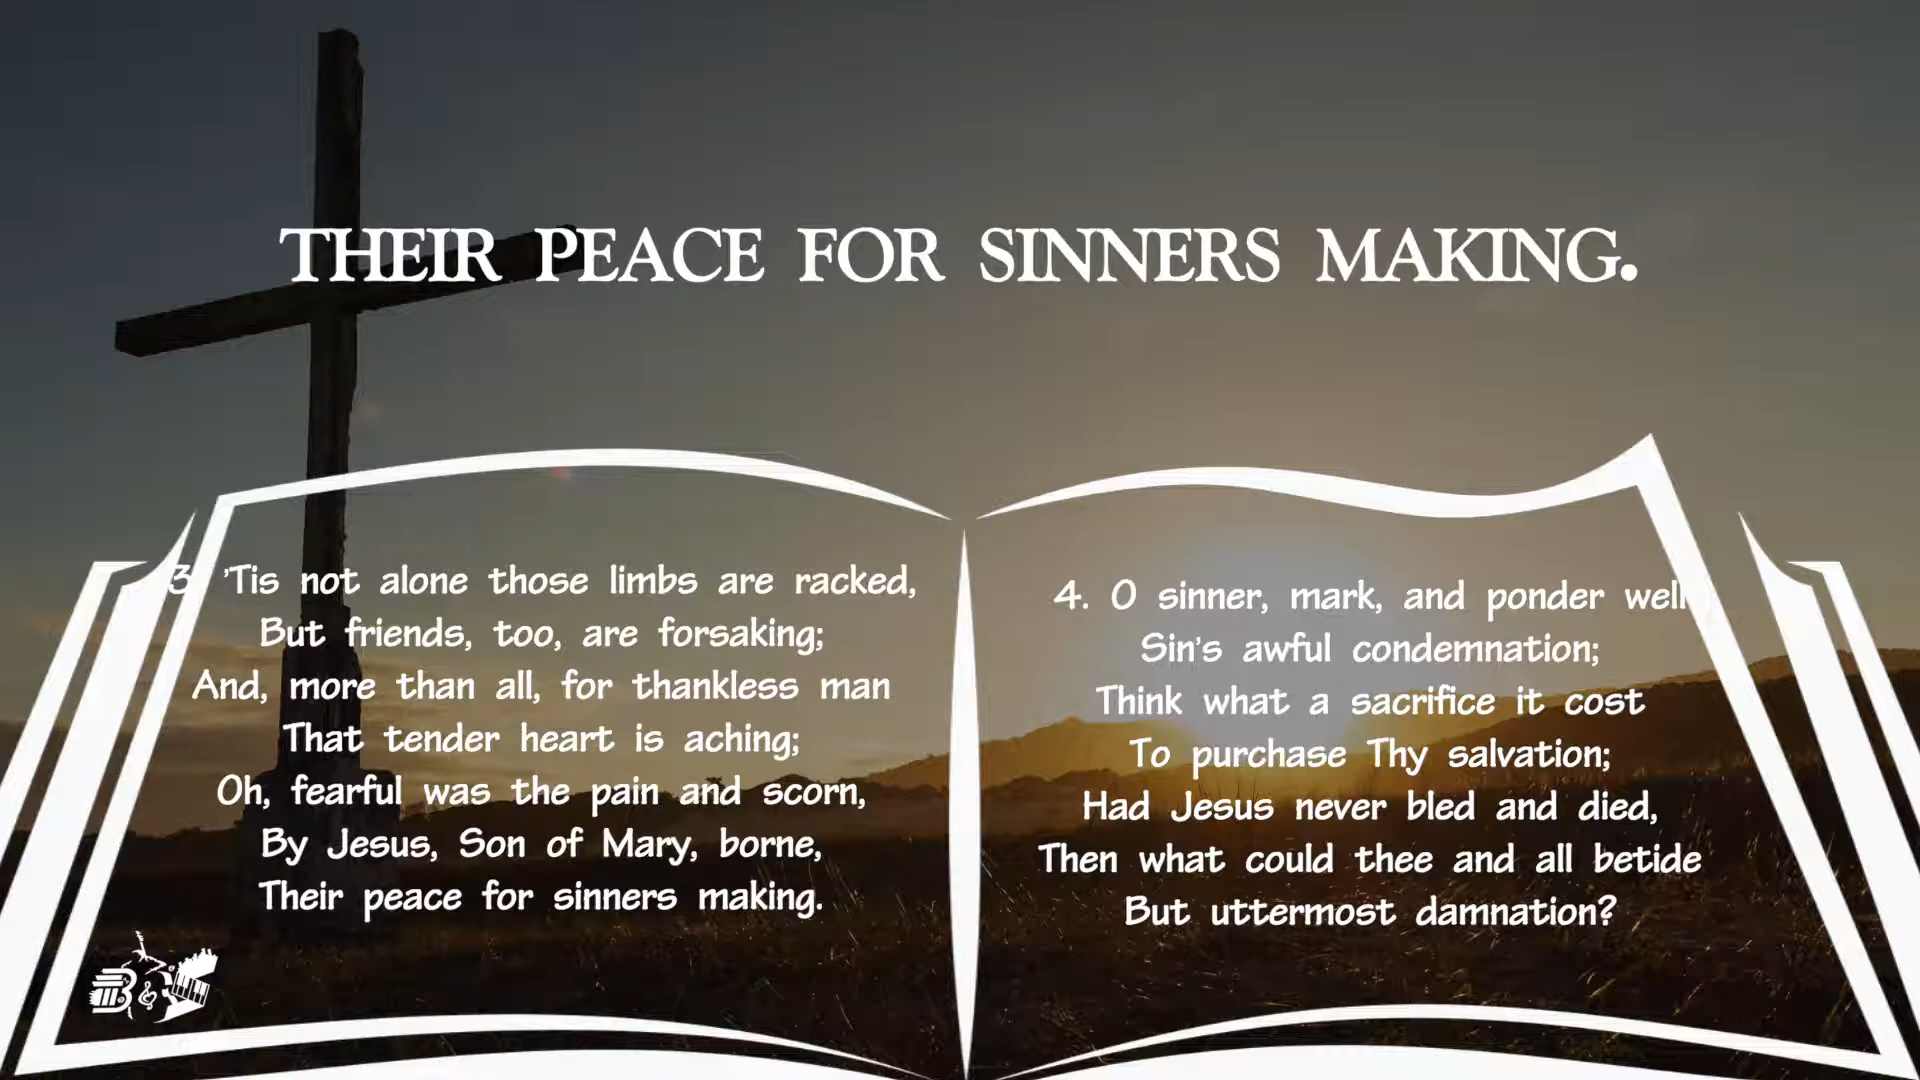 THEIR PEACE FOR SINNERS MAKING.
3. 'Tis not alone those limbs are racked,
But friends, too, are forsaking;
And, more than all, for thankless man
That tender heart is aching;
Oh, fearful was the pain and scorn,
By Jesus, Son of Mary, borne,
Their peace for sinners making.
4. O sinner, mark, and ponder well,
Sin's awful condemnation;
Think what a sacrifice it cost
To purchase Thy salvation;
Had Jesus never bled and died,
Then what could thee and all betide
But uttermost damnation?